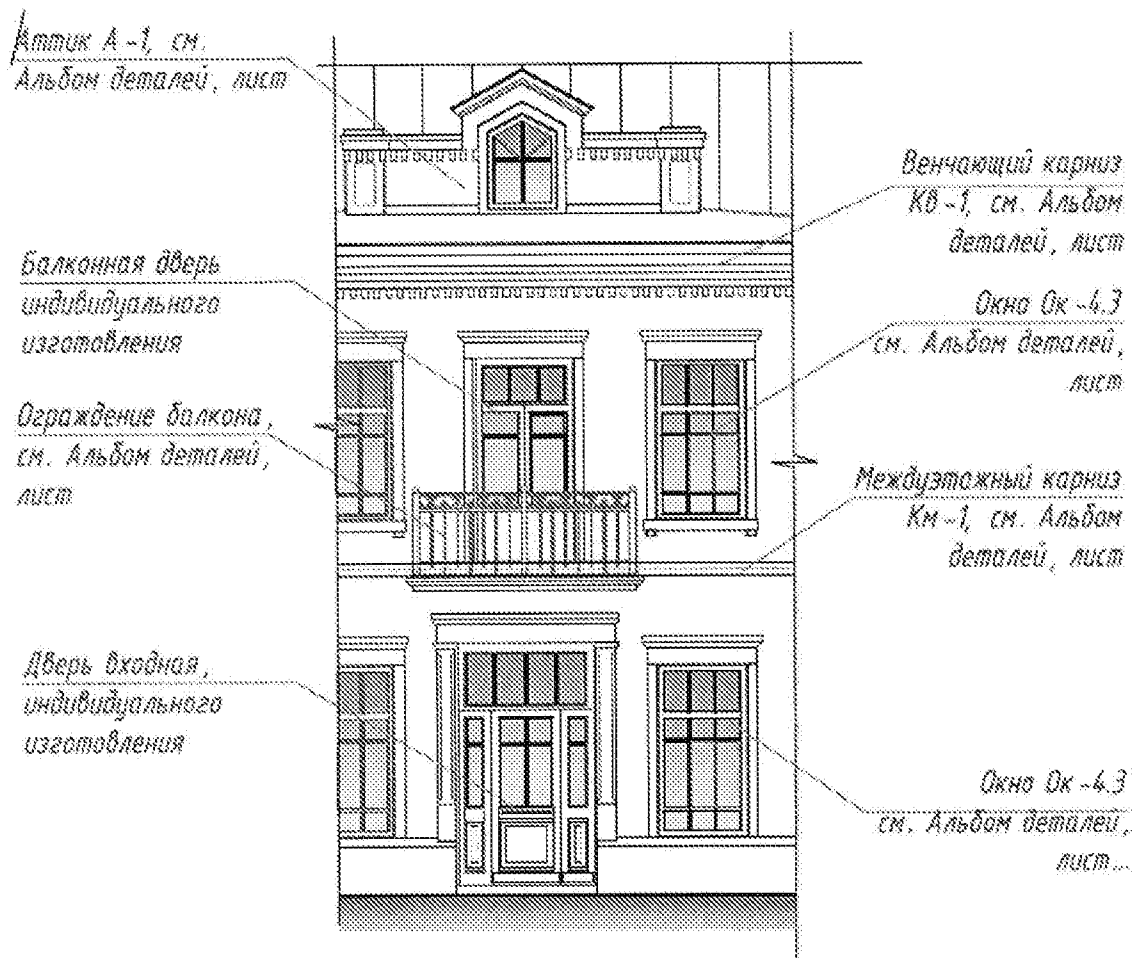 Аттик А-1, см.
Альбом деталей, лист
Балконная дверь
индивидуального
изготовления
Ограждение балкона,
см. Альбом деталей,
лист
Дверь входная,
индивидуального
изготовления
Венчающий карниз
КВ-1, см. Альбом
деталей, лист
Окно Ок-4.3
см. Альбом деталей,
лист
Междуэтажный карниз
Км-1, см. Альбом
деталей, лист
Окно Ок-4.3
см. Альбом деталей,
лист...